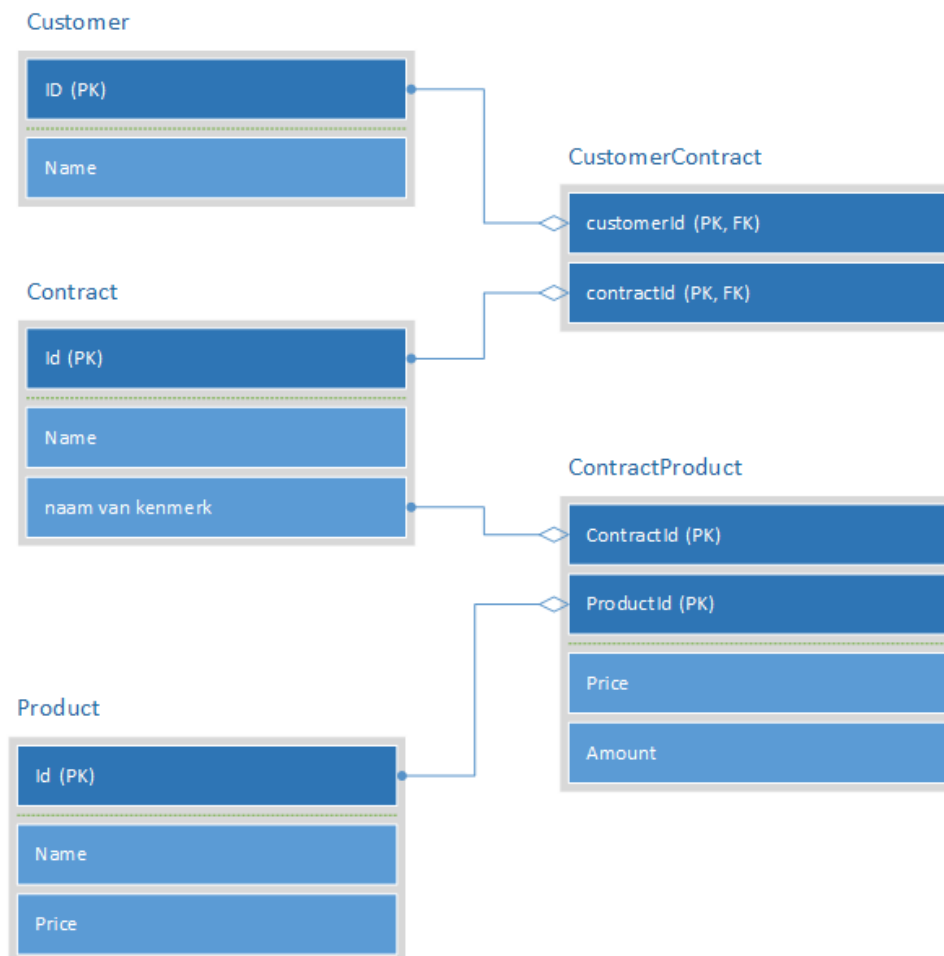 Customer
ID (PK)
Name
CustomerContract
customerId (PK, FK)
contractId (PK, FK)
Contract
Id (PK)
Name
naam van kenmerk
ContractProduct
ContractId (PK)
ProductId (PK)
Price
Amount
Product
Id (PK)
Name
Price